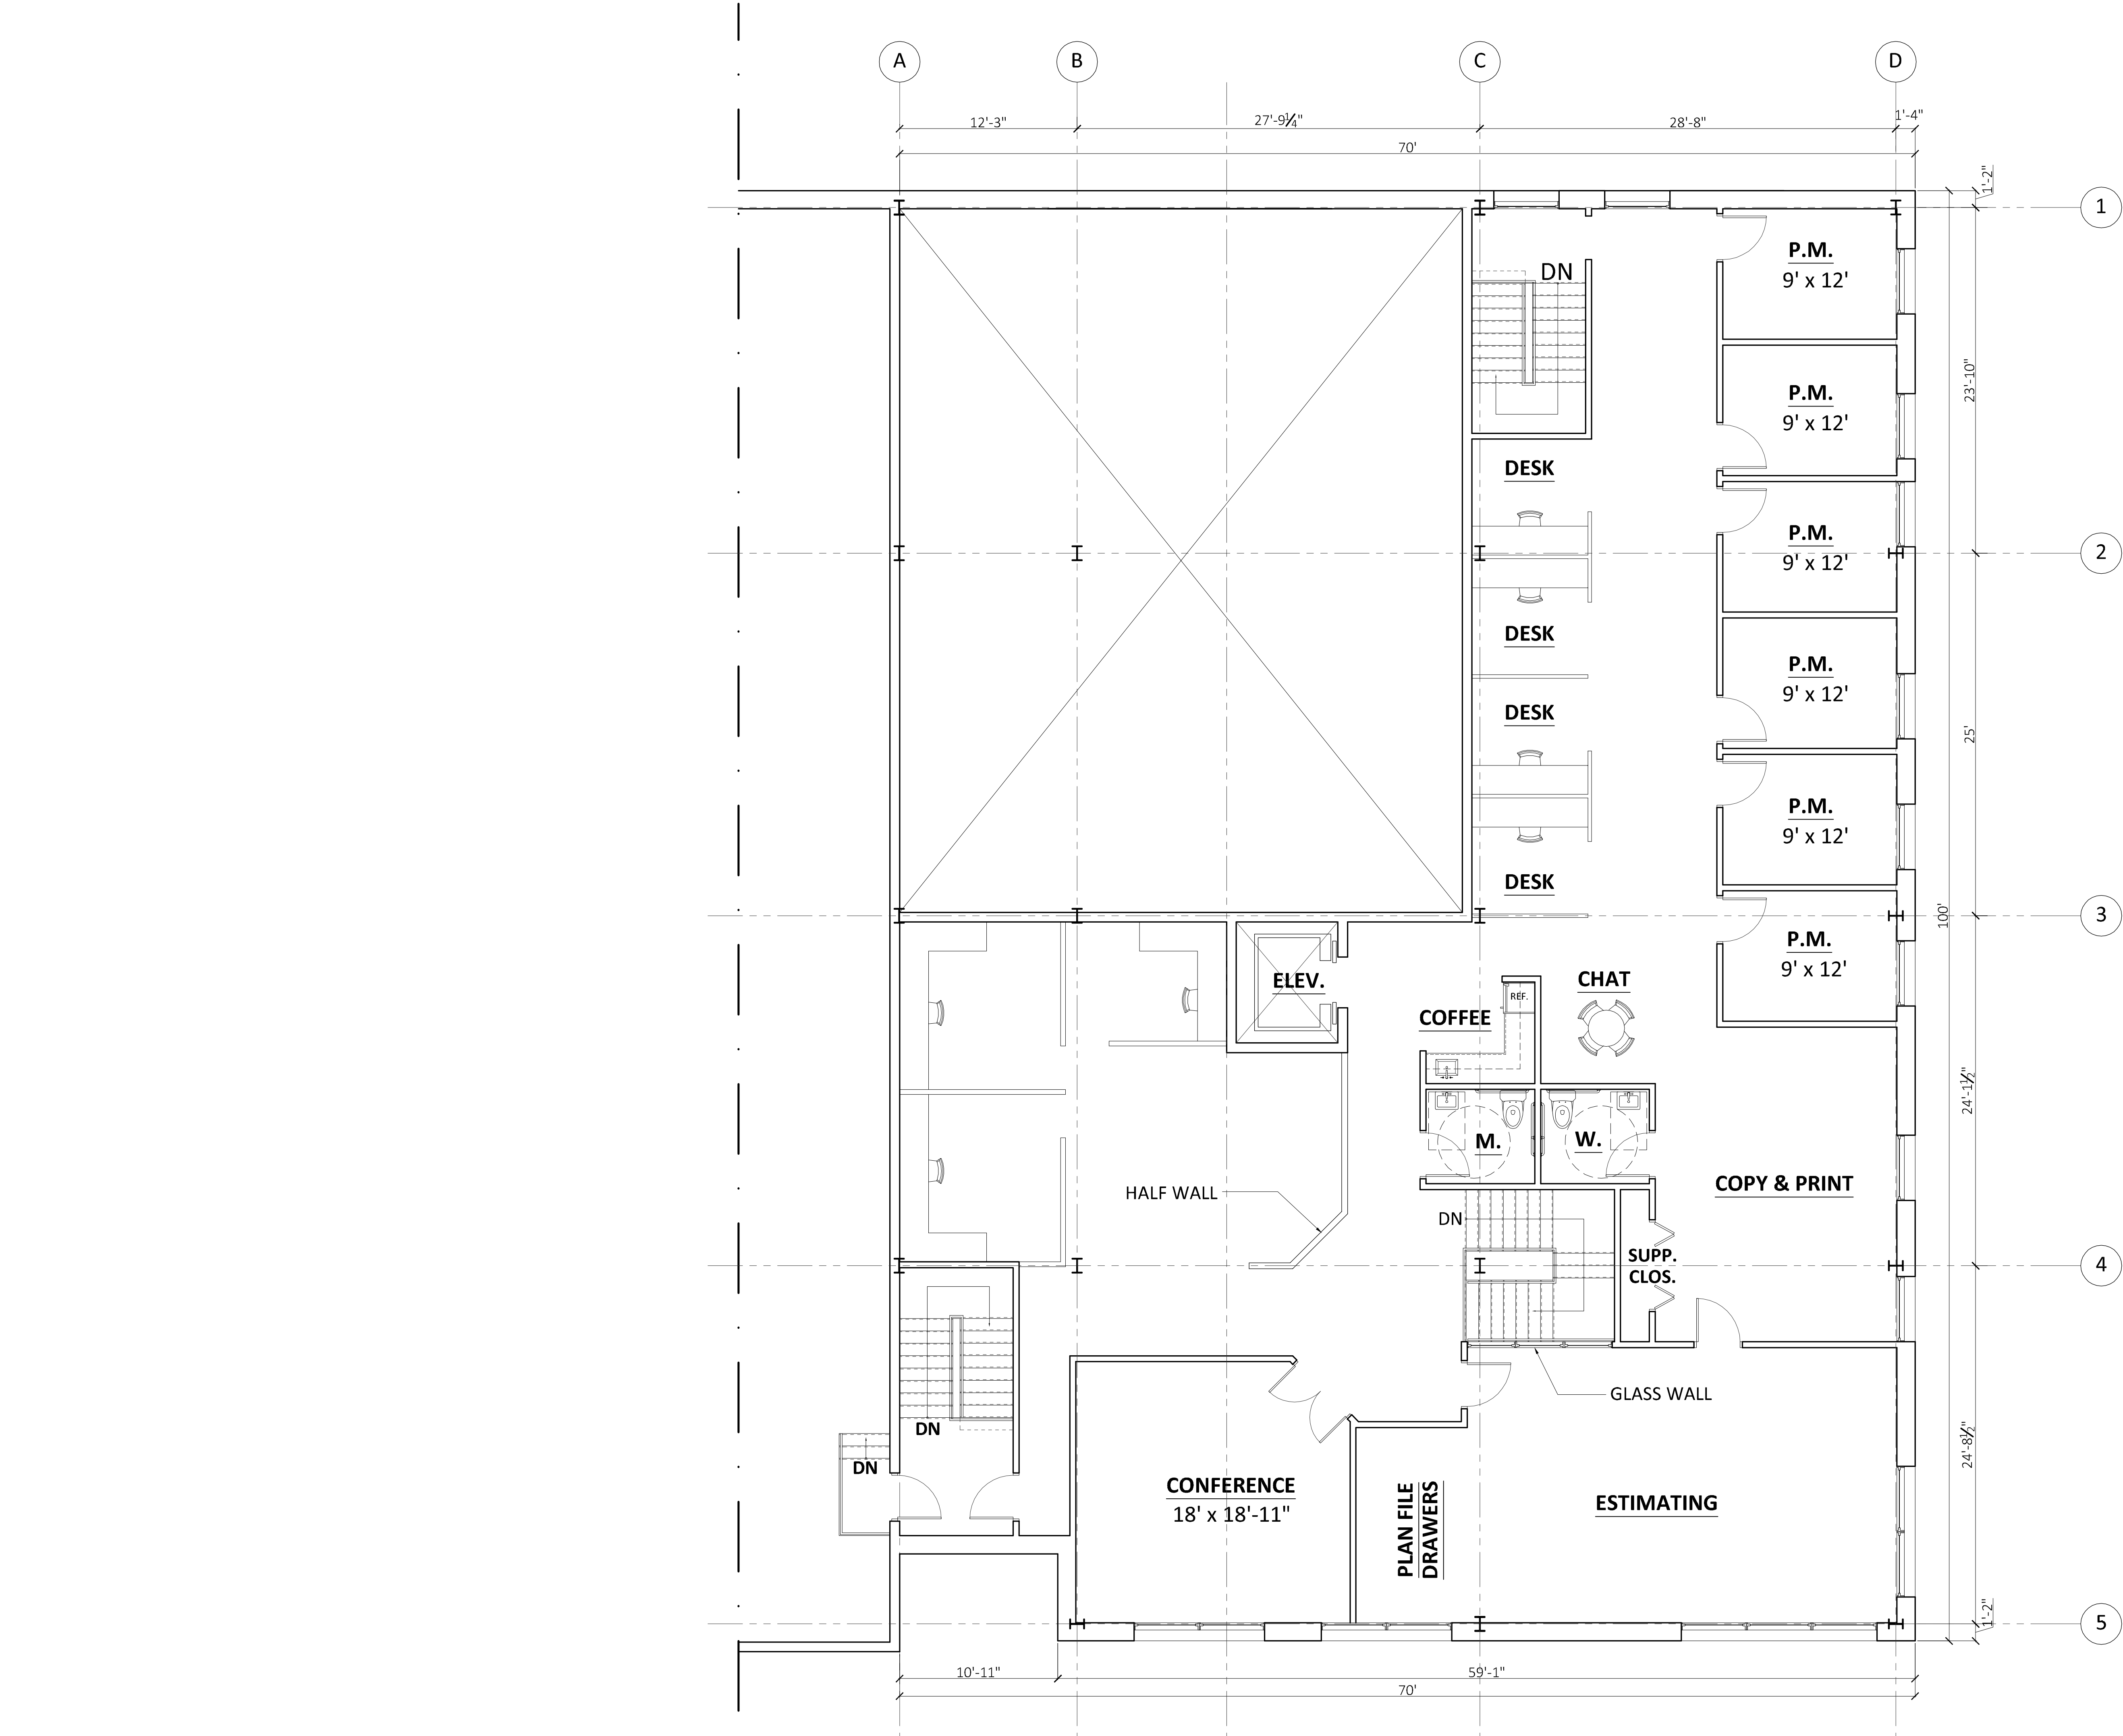 A
B
C
D
12'-3"
27'-9¼"
28'-8"
1'-4"
70'
1'-2"
1
P.M.
9' x 12'
DN
23'-10"
P.M.
9' x 12'
DESK
P.M.
9' x 12'
2
DESK
P.M.
9' x 12'
DESK
25'
P.M.
9' x 12'
DESK
100'
3
P.M.
9' x 12'
ELEV.
CHAT
REF.
COFFEE
24'-1½"
M.
W.
COPY & PRINT
HALF WALL
DN
SUPP.
CLOS.
4
GLASS WALL
DN
DN
24'-8½"
CONFERENCE
18' x 18'-11"
PLAN FILE
DRAWERS
ESTIMATING
1'-2"
5
10'-11"
59'-1"
70'